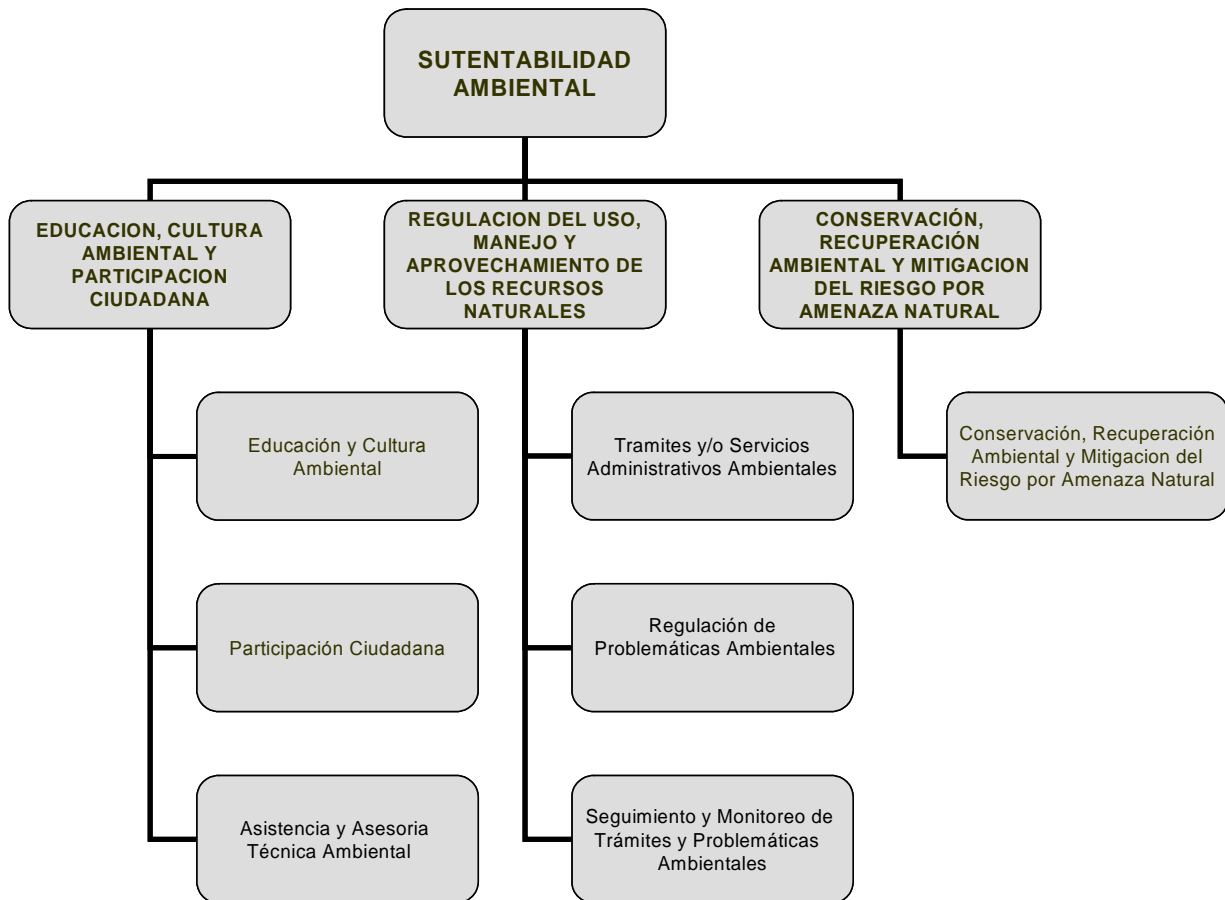 SUTENTABILIDAD
AMBIENTAL
EDUCACION, CULTURA
AMBIENTAL Y
PARTICIPACION
CIUDADANA
REGULACION DEL USO,
MANEJO Y
APROVECHAMIENTO DE
LOS RECURSOS
NATURALES
CONSERVACIÓN,
RECUPERACIÓN
AMBIENTAL Y MITIGACION
DEL RIESGO POR
AMENAZA NATURAL
Educación y Cultura
Ambiental
Participación Ciudadana
Asistencia y Asesoria
Técnica Ambiental
Tramites y/o Servicios
Administrativos Ambientales
Regulación de
Problemáticas Ambientales
Seguimiento y Monitoreo de
Trámites y Problemáticas
Ambientales
Conservación, Recuperación
Ambiental y Mitigacion del
Riesgo por Amenaza Natural